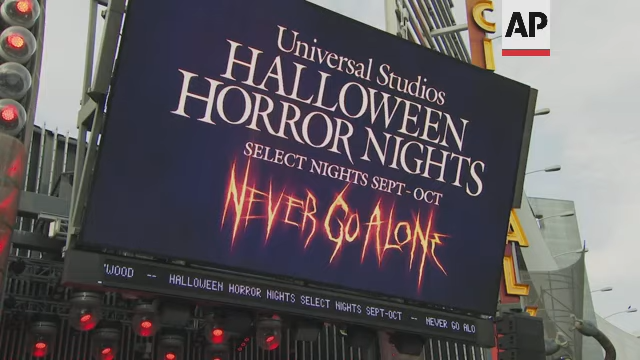 AP
Universal Studios
HALLOWEEN
HORROR NIGHTS
SELECT NIGHTS SEPT-OCT
NEVER GO ALONE
WOOD -- HALLOWEEN HORROR NIGHTS SELECT NIGHTS SEPT-OCT -- NEVER GO ALO